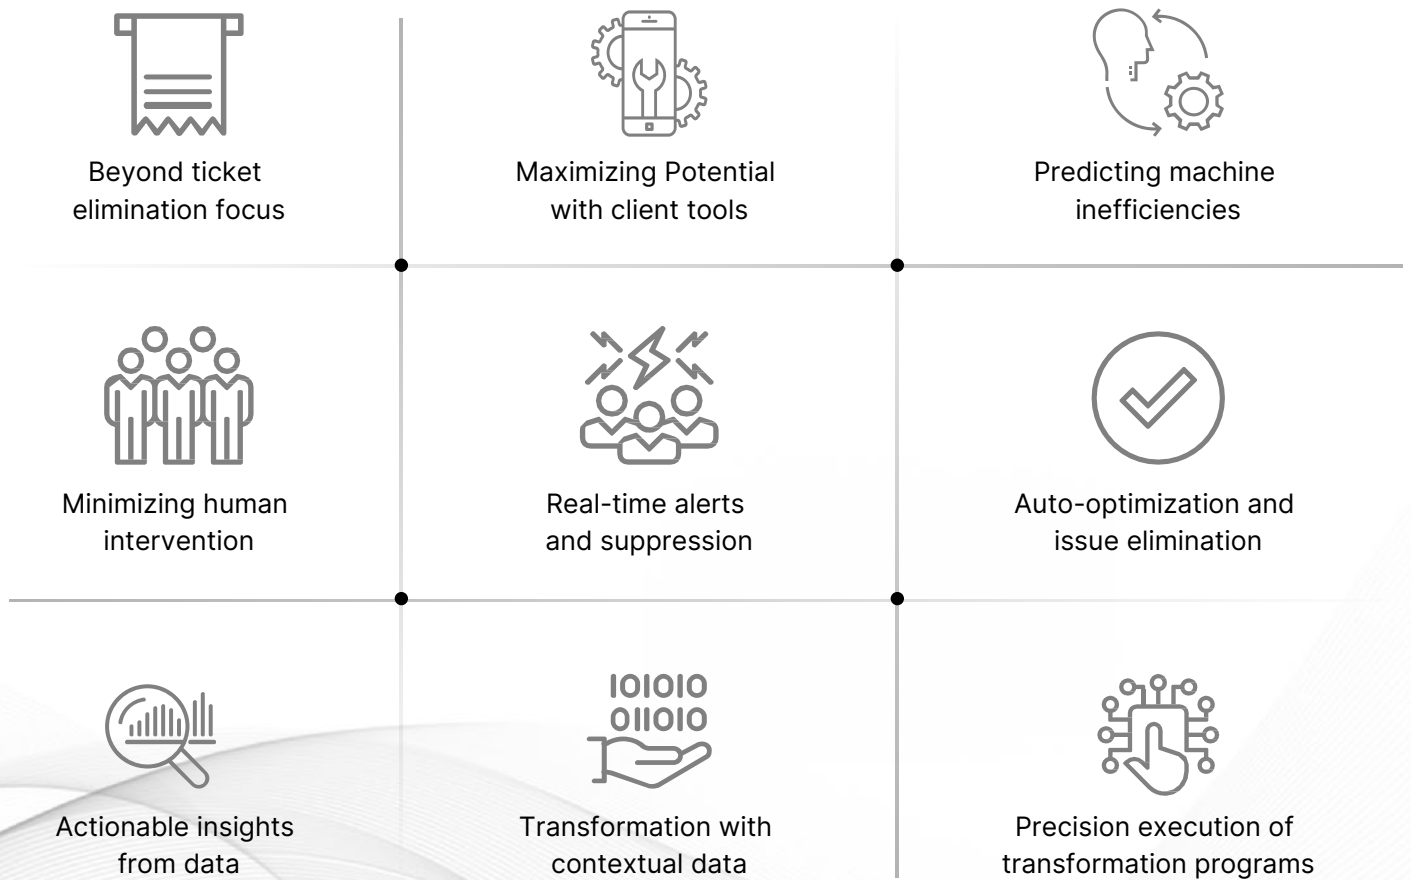 Beyond ticket
elimination focus
Maximizing Potential
with client tools
Predicting machine
inefficiencies
Minimizing human
intervention
Real-time alerts
and suppression
Auto-optimization and
issue elimination
101010
011010
Actionable insights
from data
Transformation with
contextual data
Precision execution of
transformation programs